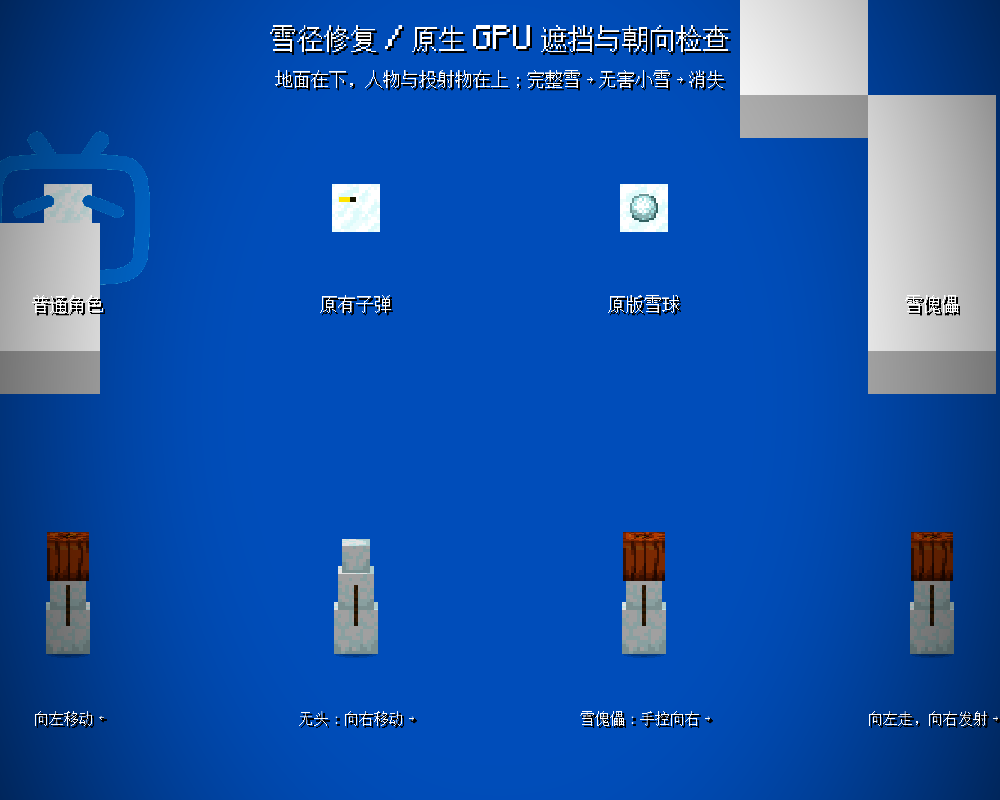 雪径修复 / 原生 GPU 遮挡与朝向检查
地面在下，人物与投射物在上；完整雪→无害小雪→消失
普通角色
原有子弹
原版雪球
雪傀儡
向左移动←
无头：向右移动→
雪傀儡：手控向右→
向左走，向右发射→